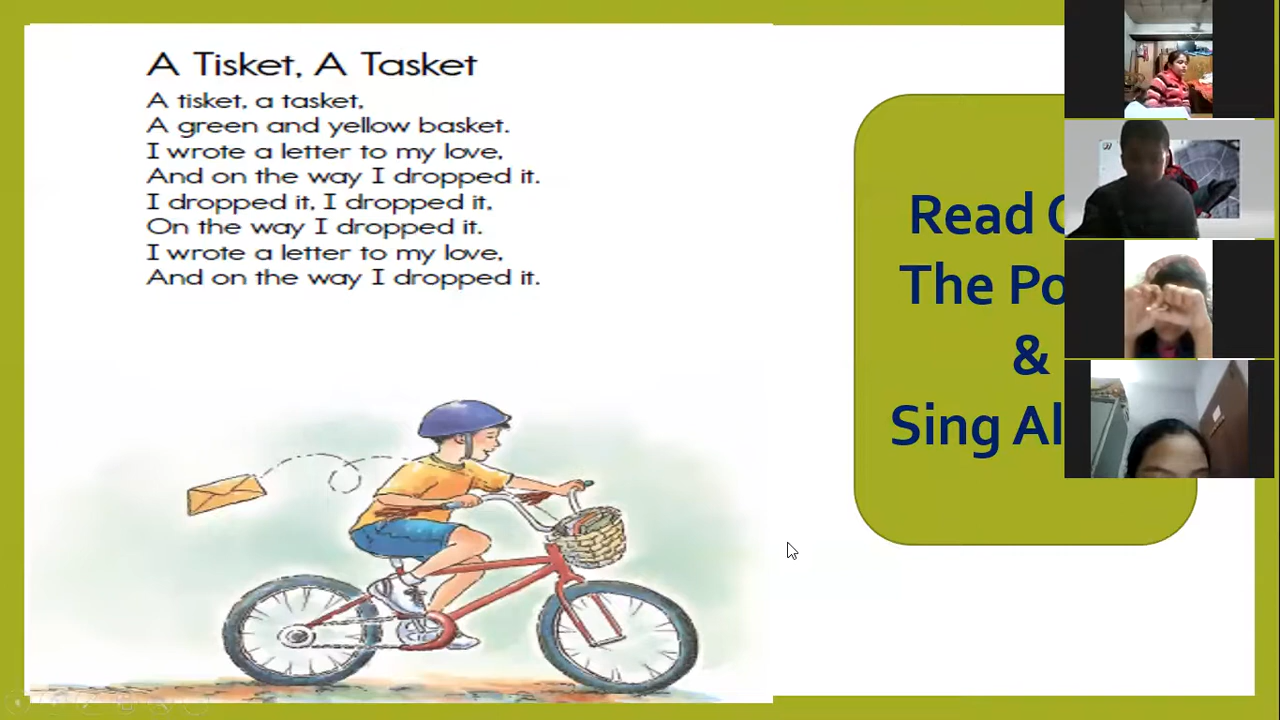 A Tisket, A Tasket
A tisket, a tasket,
A green and yellow basket.
I wrote a letter to my love,
And on the way I dropped it.
I dropped it, I dropped it,
On the way I dropped it.
I wrote a letter to my love,
And on the way I dropped it.
Read
The
&
Sing